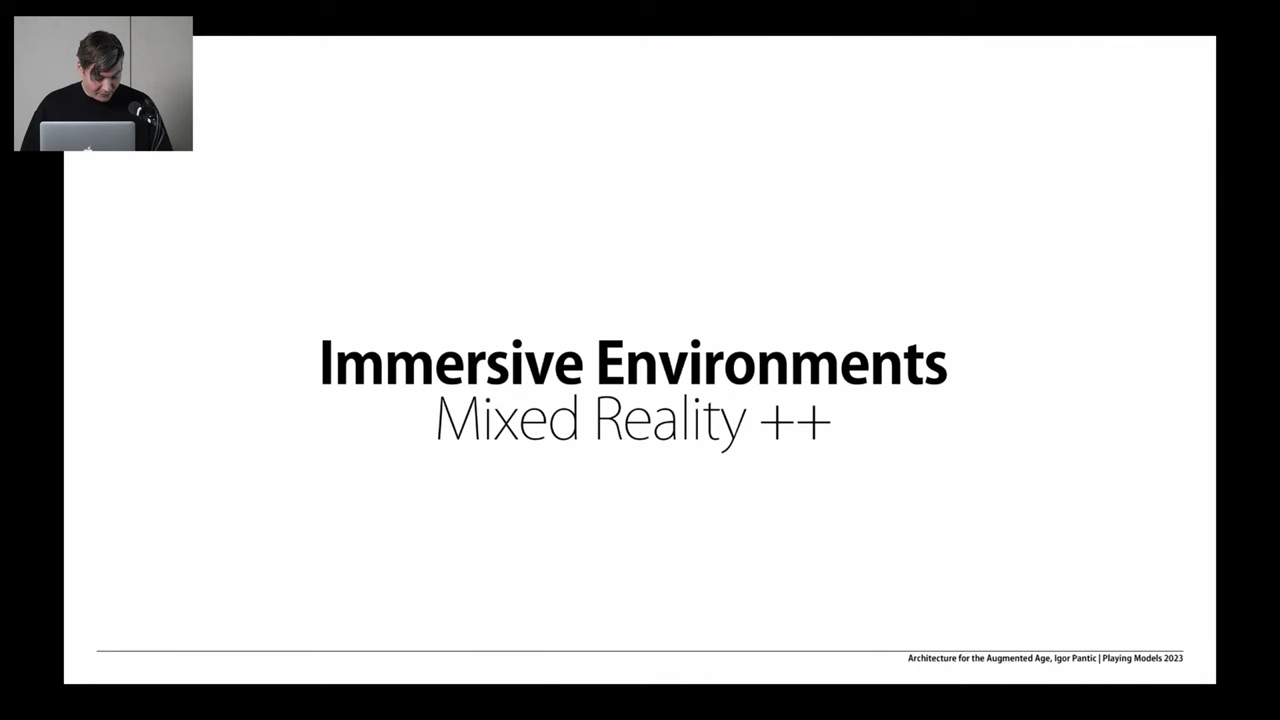 Immersive Environments
Mixed Reality ++
Architecture for the Augmented Age, Igor Pantic | Playing Models 2023